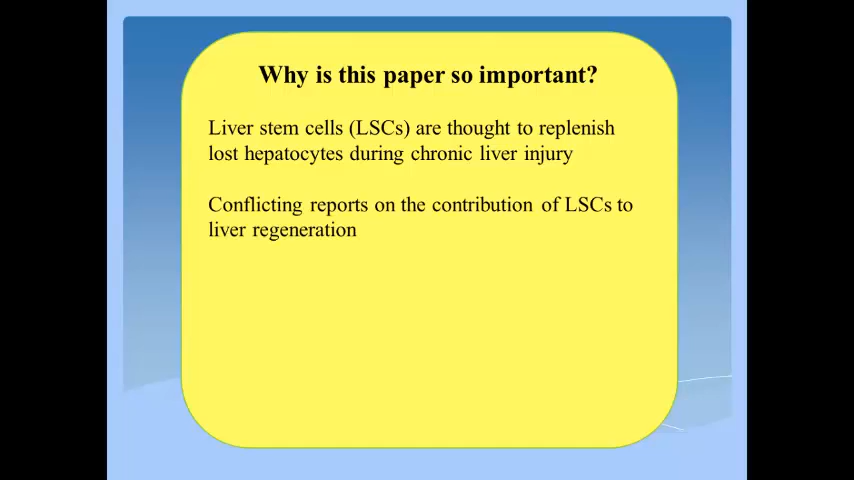 Why is this paper so important?
Liver stem cells (LSCs) are thought to replenish
lost hepatocytes during chronic liver injury
Conflicting reports on the contribution of LSCs to
liver regeneration